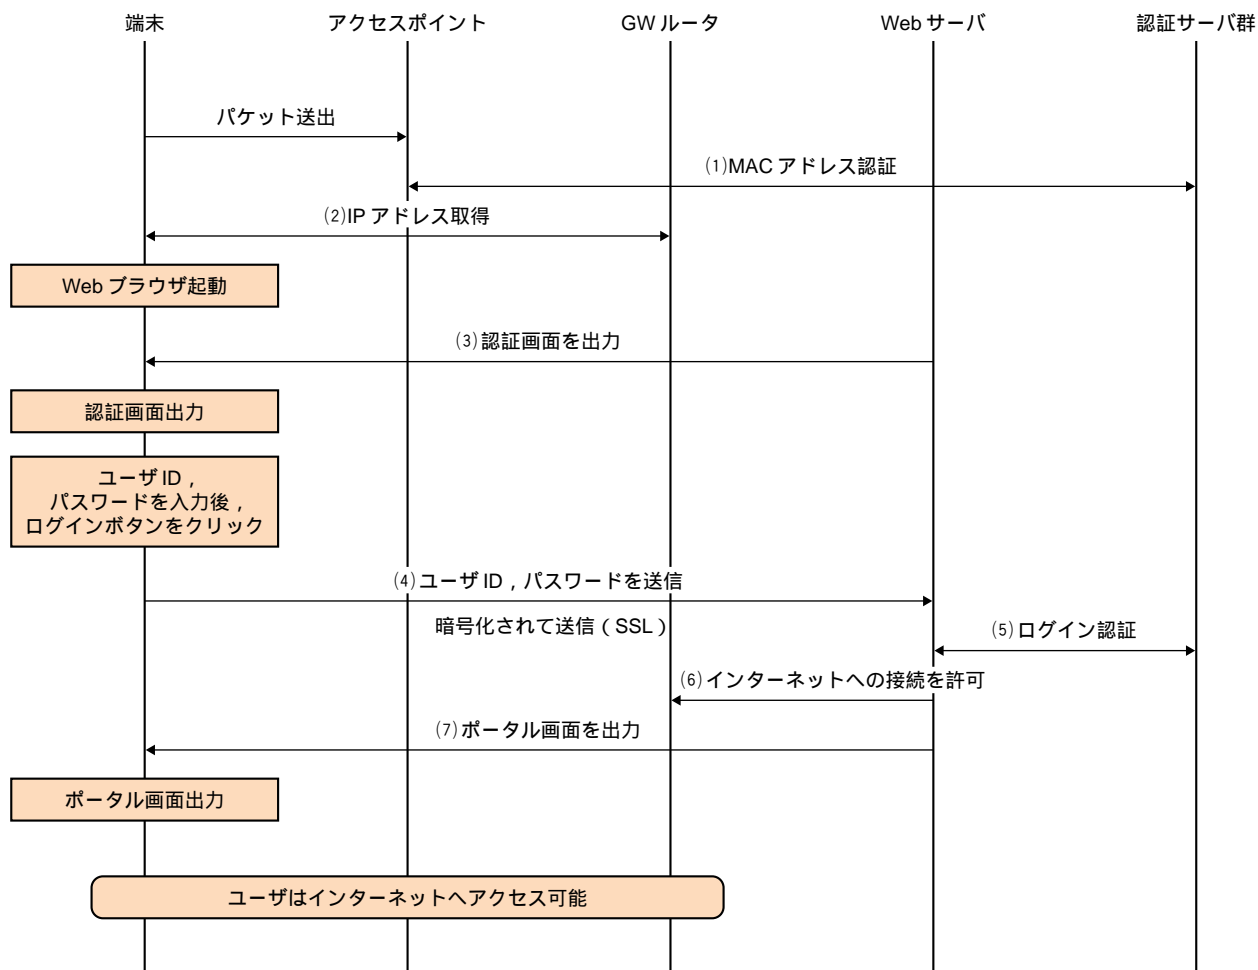 端末
アクセスポイント
GW ルータ
Web サーバ
認証サーバ群
パケット送出
(1)MAC アドレス認証
(2)IP アドレス取得
Web ブラウザ起動
(3)認証画面を出力
認証画面出力
ユーザ ID，
パスワードを入力後，
ログインボタンをクリック
(4)ユーザ ID，パスワードを送信
暗号化されて送信（SSL）
(5)ログイン認証
(6)インターネットへの接続を許可
(7)ポータル画面を出力
ポータル画面出力
ユーザはインターネットへアクセス可能